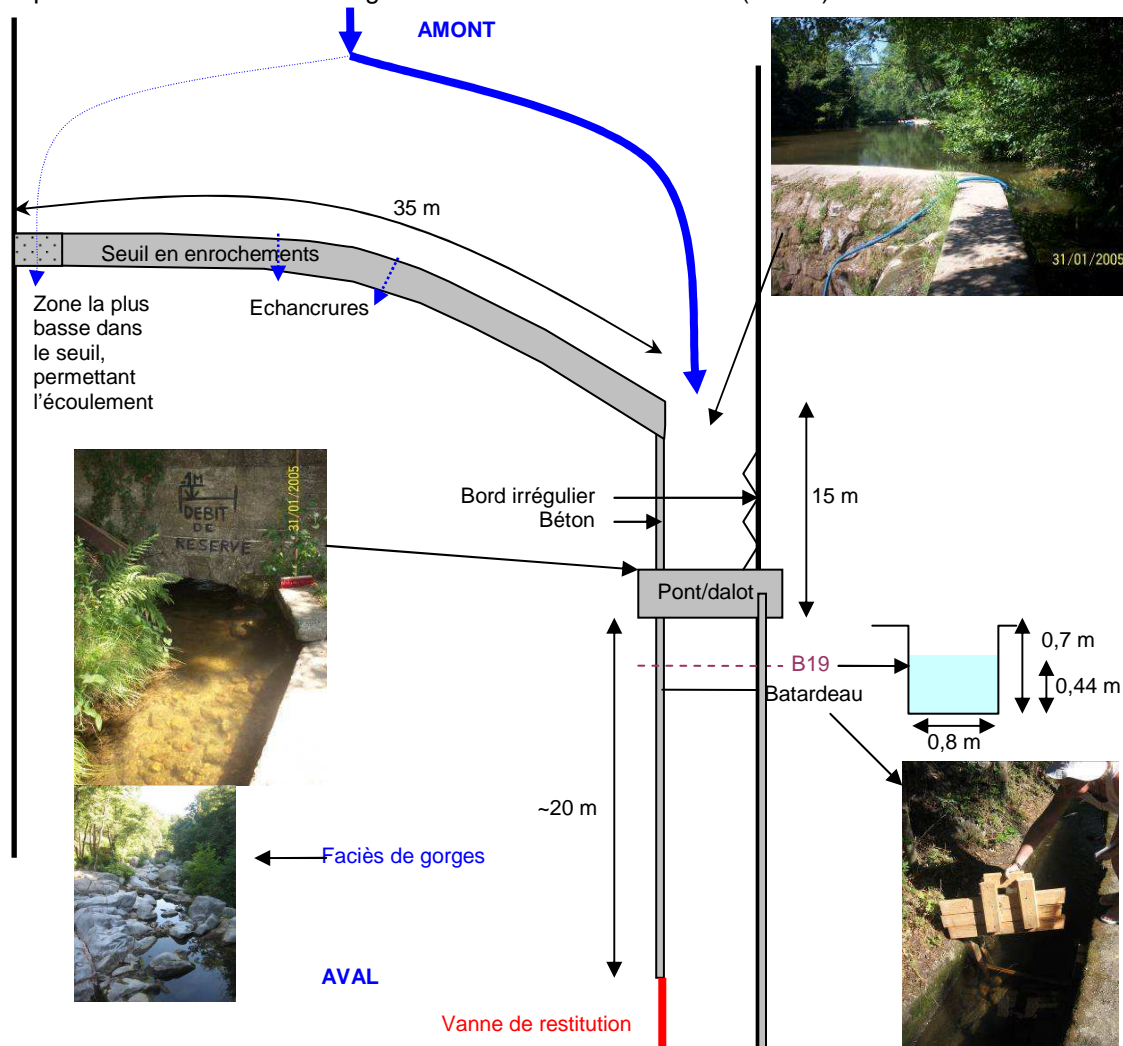 AMONT
35 m
31/01/2005
Seuil en enrochements
Zone la plus
basse dans
le seuil,
permettant
l'écoulement
Echancrures
1M
DEBIT
DE
RESERVE
31/01/2005
Bord irrégulier
Béton
15 m
Pont/dalot
B19
Batardeau
0,7 m
0,44 m
0,8 m
~20 m
Faciès de gorges
AVAL
Vanne de restitution